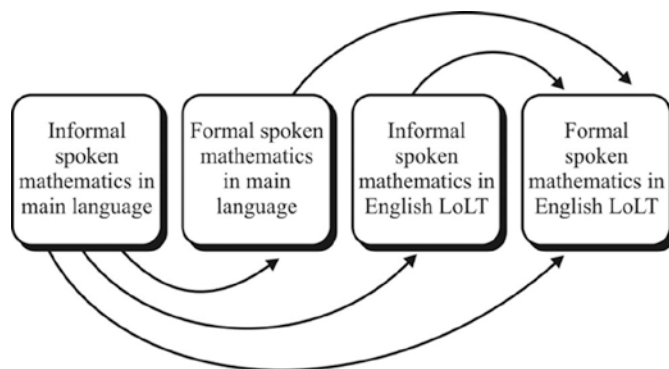 Informal
spoken
mathematics in
main language
Formal spoken
mathematics
in main
language
Informal
spoken
mathematics in
English LoLT
Formal
spoken
mathematics in
English LoLT